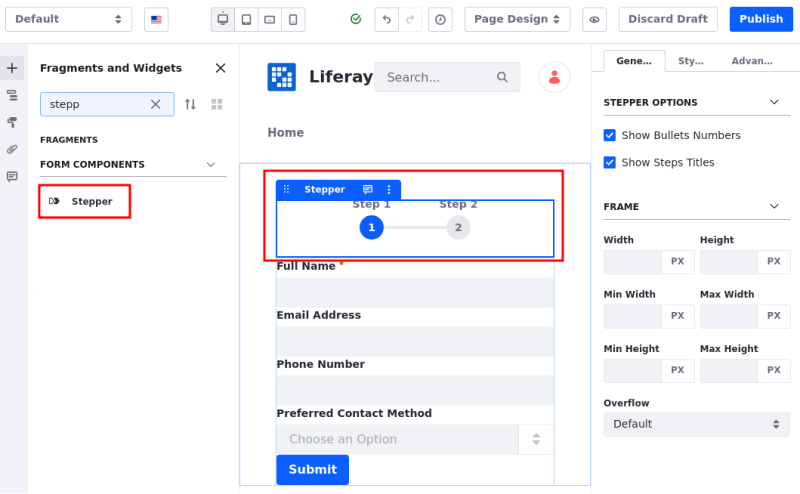 Default
Page Design
Discard Draft
Publish
Fragments and Widgets
stepp
FRAGMENTS
FORM COMPONENTS
Stepper
Liferay
Search...
Home
Stepper
Step 1
Step 2
1
2
Full Name *
Email Address
Phone Number
Preferred Contact Method
Choose an Option
Submit
Gene...
Sty...
Advan...
STEPPER OPTIONS
Show Bullets Numbers
Show Steps Titles
FRAME
Width
Height
PX
PX
Min Width
Max Width
PX
PX
Min Height
Max Height
PX
PX
Overflow
Default